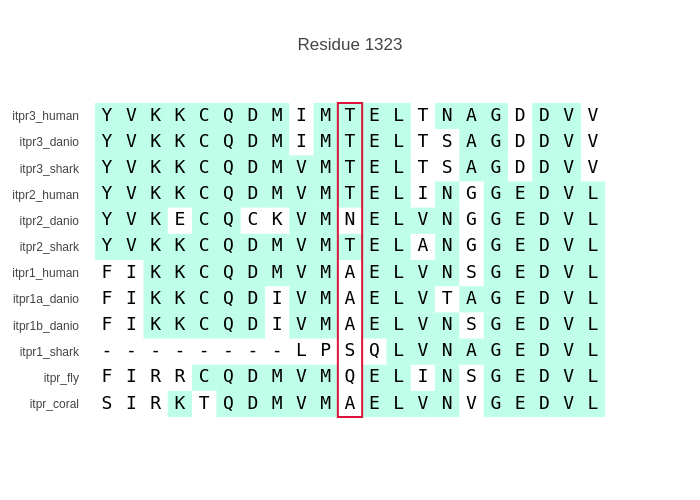 Residue 1323
itpr3_human Y V K K C Q D M I M T E L T N A G D D V V
itpr3_danio Y V K K C Q D M I M T E L T S A G D D V V
itpr3_shark Y V K K C Q D M V M T E L T S A G D D V V
itpr2_human Y V K K C Q D M V M T E L I N G G E D V L
itpr2_danio Y V K E C Q C K V M N E L V N G G E D V L
itpr2_shark Y V K K C Q D M V M T E L A N G G E D V L
itpr1_human F I K K C Q D M V M A E L V N S G E D V L
itpr1a_danio F I K K C Q D I V M A E L V T A G E D V L
itpr1b_danio F I K K C Q D I V M A E L V N S G E D V L
itpr1_shark - - - - - - - - L P S Q L V N A G E D V L
itpr_fly F I R R C Q D M V M Q E L I N S G E D V L
itpr_coral S I R K T Q D M V M A E L V N V G E D V L